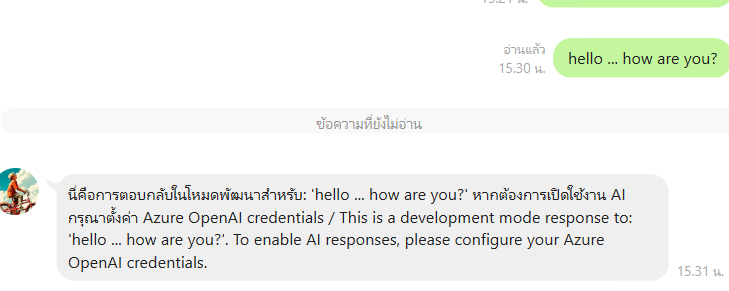 15.21 น.
อ่านแล้ว
15.30 น.
hello ... how are you?
ข้อความที่ยังไม่อ่าน
นี่คือการตอบกลับในโหมดพัฒนาสำหรับ: 'hello ... how are you?' หากต้องการเปิดใช้งาน AI
กรุณาตั้งค่า Azure OpenAI credentials / This is a development mode response to:
'hello ... how are you?'. To enable AI responses, please configure your Azure
OpenAI credentials.
15.31 น.